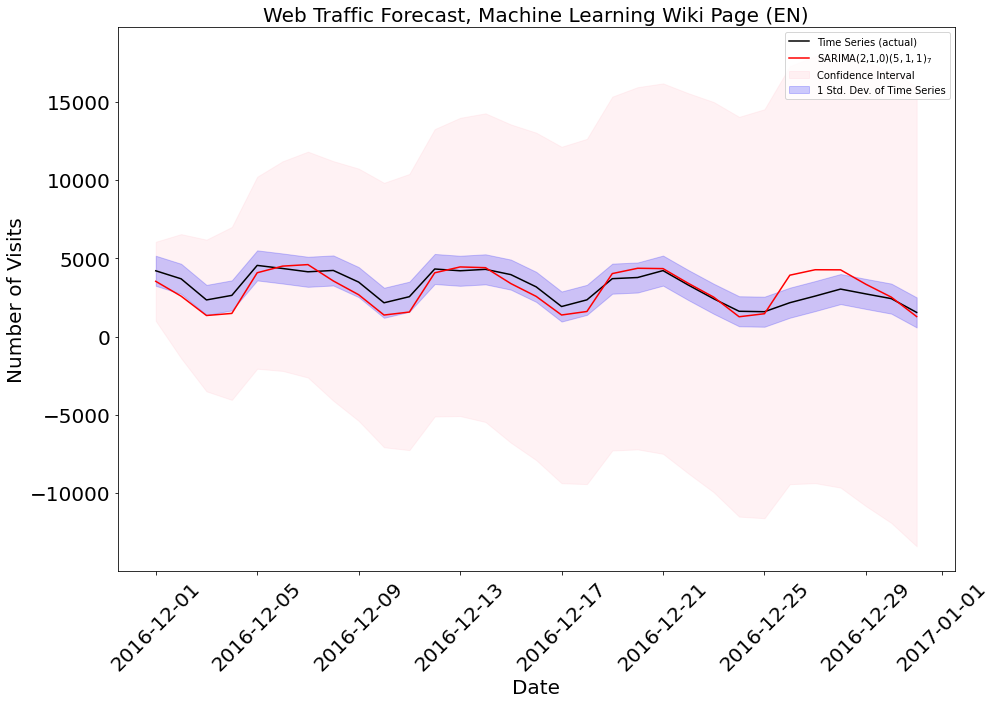 Web Traffic Forecast, Machine Learning Wiki Page (EN)
Time Series (actual)
SARIMA(2,1,0)(5, 1, 1)₇
Confidence Interval
1 Std. Dev. of Time Series
Number of Visits
15000
10000
5000
0
−5000
−10000
2016-12-01
2016-12-05
2016-12-09
2016-12-13
2016-12-17
2016-12-21
2016-12-25
2016-12-29
2017-01-01
Date